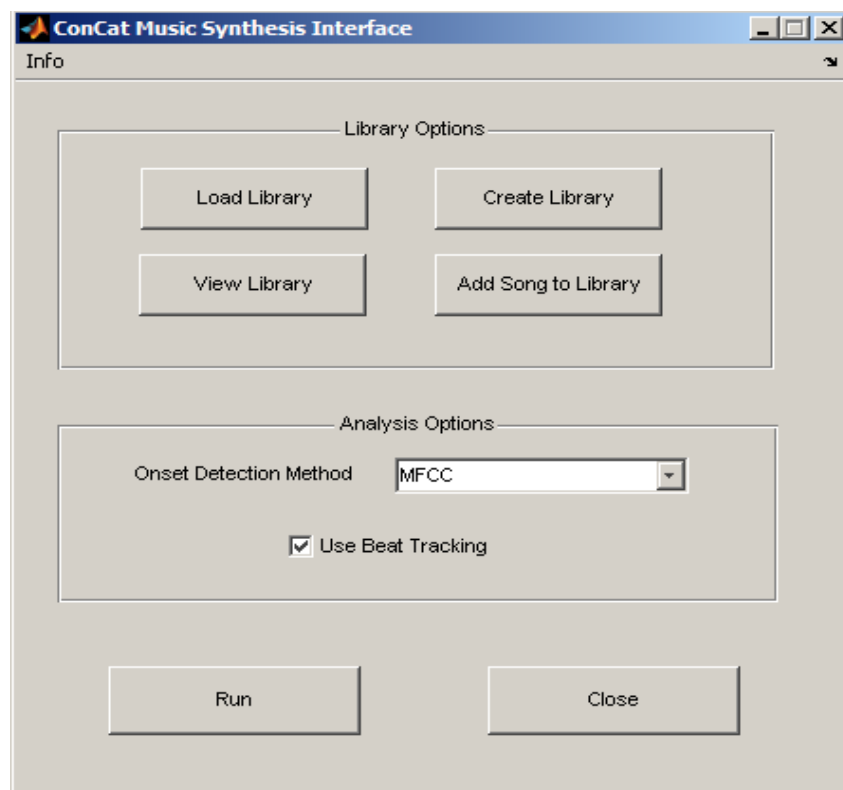 ConCat Music Synthesis Interface
Info
Library Options
Load Library
Create Library
View Library
Add Song to Library
Analysis Options
Onset Detection Method
MFCC
Use Beat Tracking
Run
Close